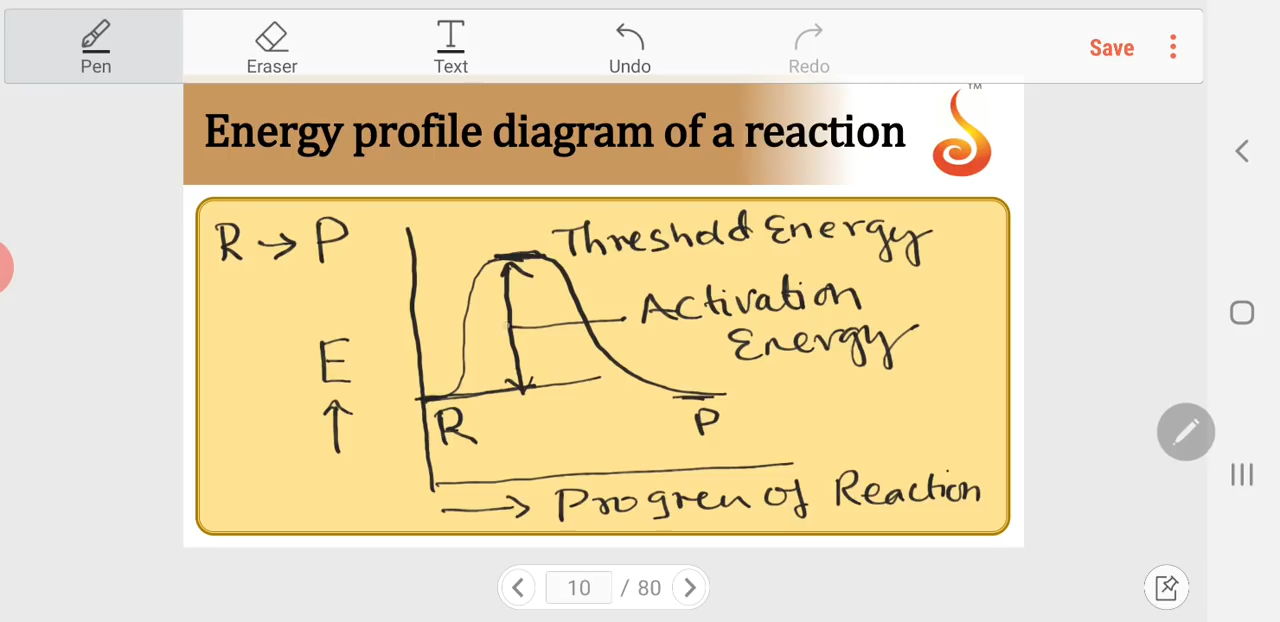 Pen
Eraser
Text
Undo
Redo
Save
TM
Energy profile diagram of a reaction
R → P
Threshold Energy
Activation
Energy
E
↑
R
P
→ Progress of Reaction
10 / 80